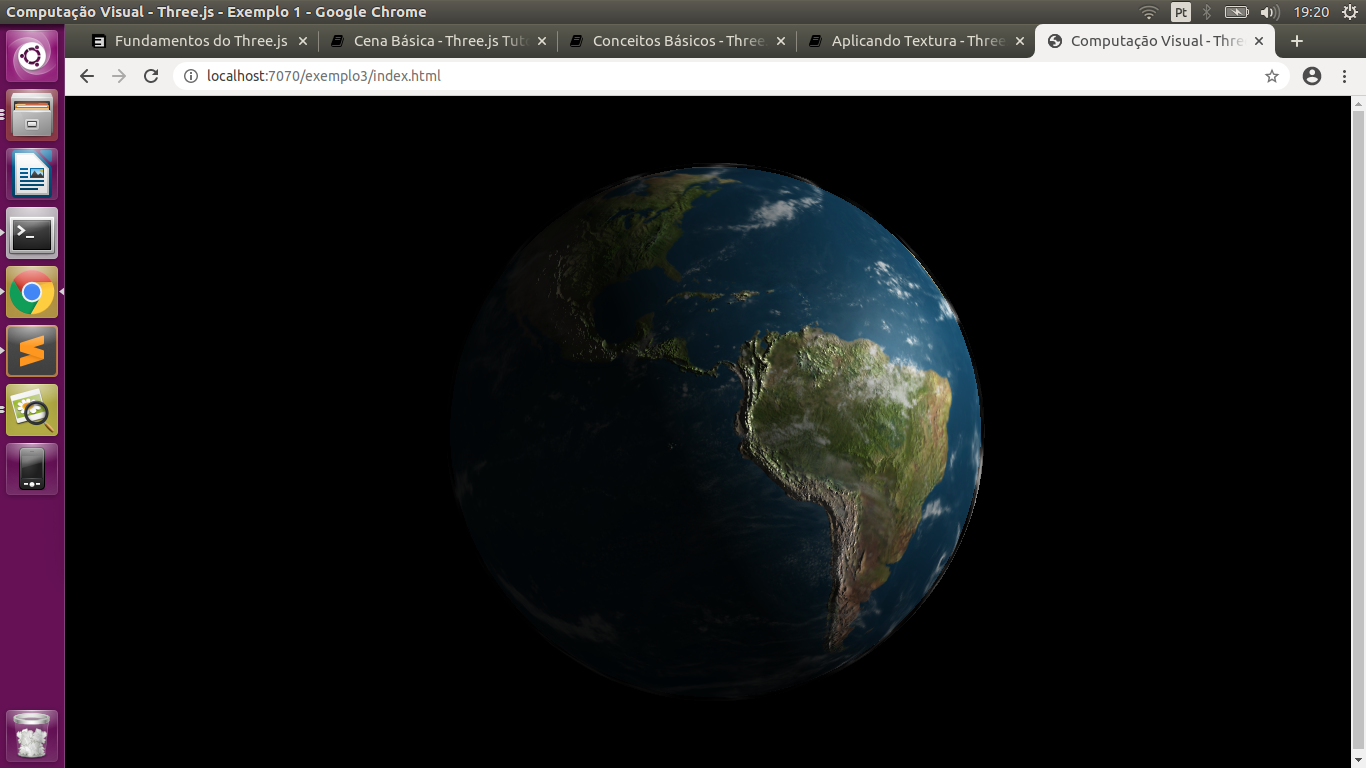 Computação Visual - Three.js - Exemplo 1 - Google Chrome
Pt
19:20
Fundamentos do Three.js
Cena Básica - Three.js Tut
Conceitos Básicos - Three.
Aplicando Textura - Three
Computação Visual - Thre
localhost:7070/exemplo3/index.html